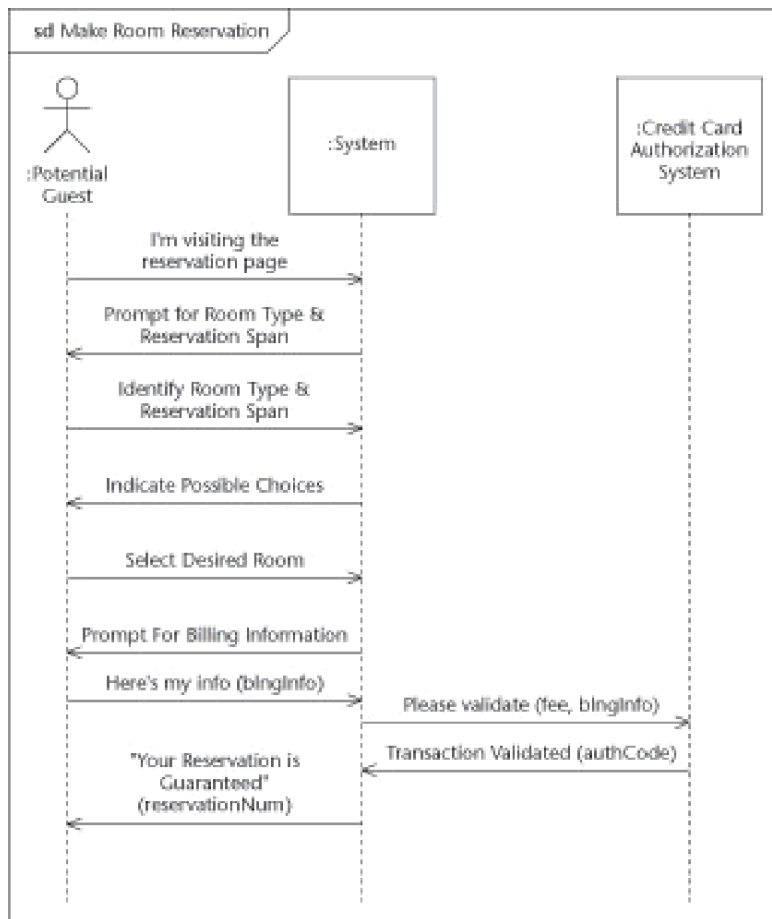 sd Make Room Reservation
:Potential
Guest
:System
:Credit Card
Authorization
System
I'm visiting the
reservation page
Prompt for Room Type &
Reservation Span
Identify Room Type &
Reservation Span
Indicate Possible Choices
Select Desired Room
Prompt For Billing Information
Here's my info (blngInfo)
Please validate (fee, blngInfo)
Transaction Validated (authCode)
"Your Reservation is
Guaranteed"
(reservationNum)